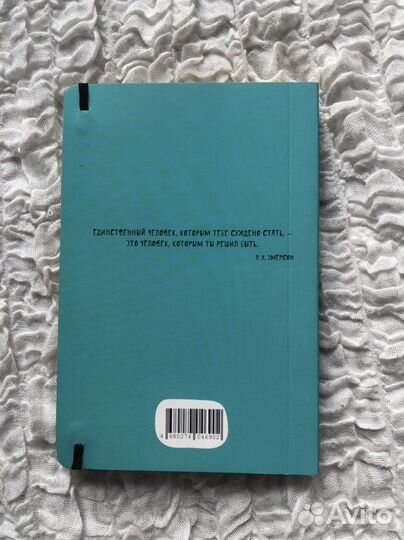 ЕДИНСТВЕННЫЙ ЧЕЛОВЕК, КОТОРЫМ ТЕБЕ СУЖДЕНО СТАТЬ, —
ЭТО ЧЕЛОВЕК, КОТОРЫМ ТЫ РЕШИЛ БЫТЬ.
Р. У. ЭМЕРСОН
4 680274 046902
Avito